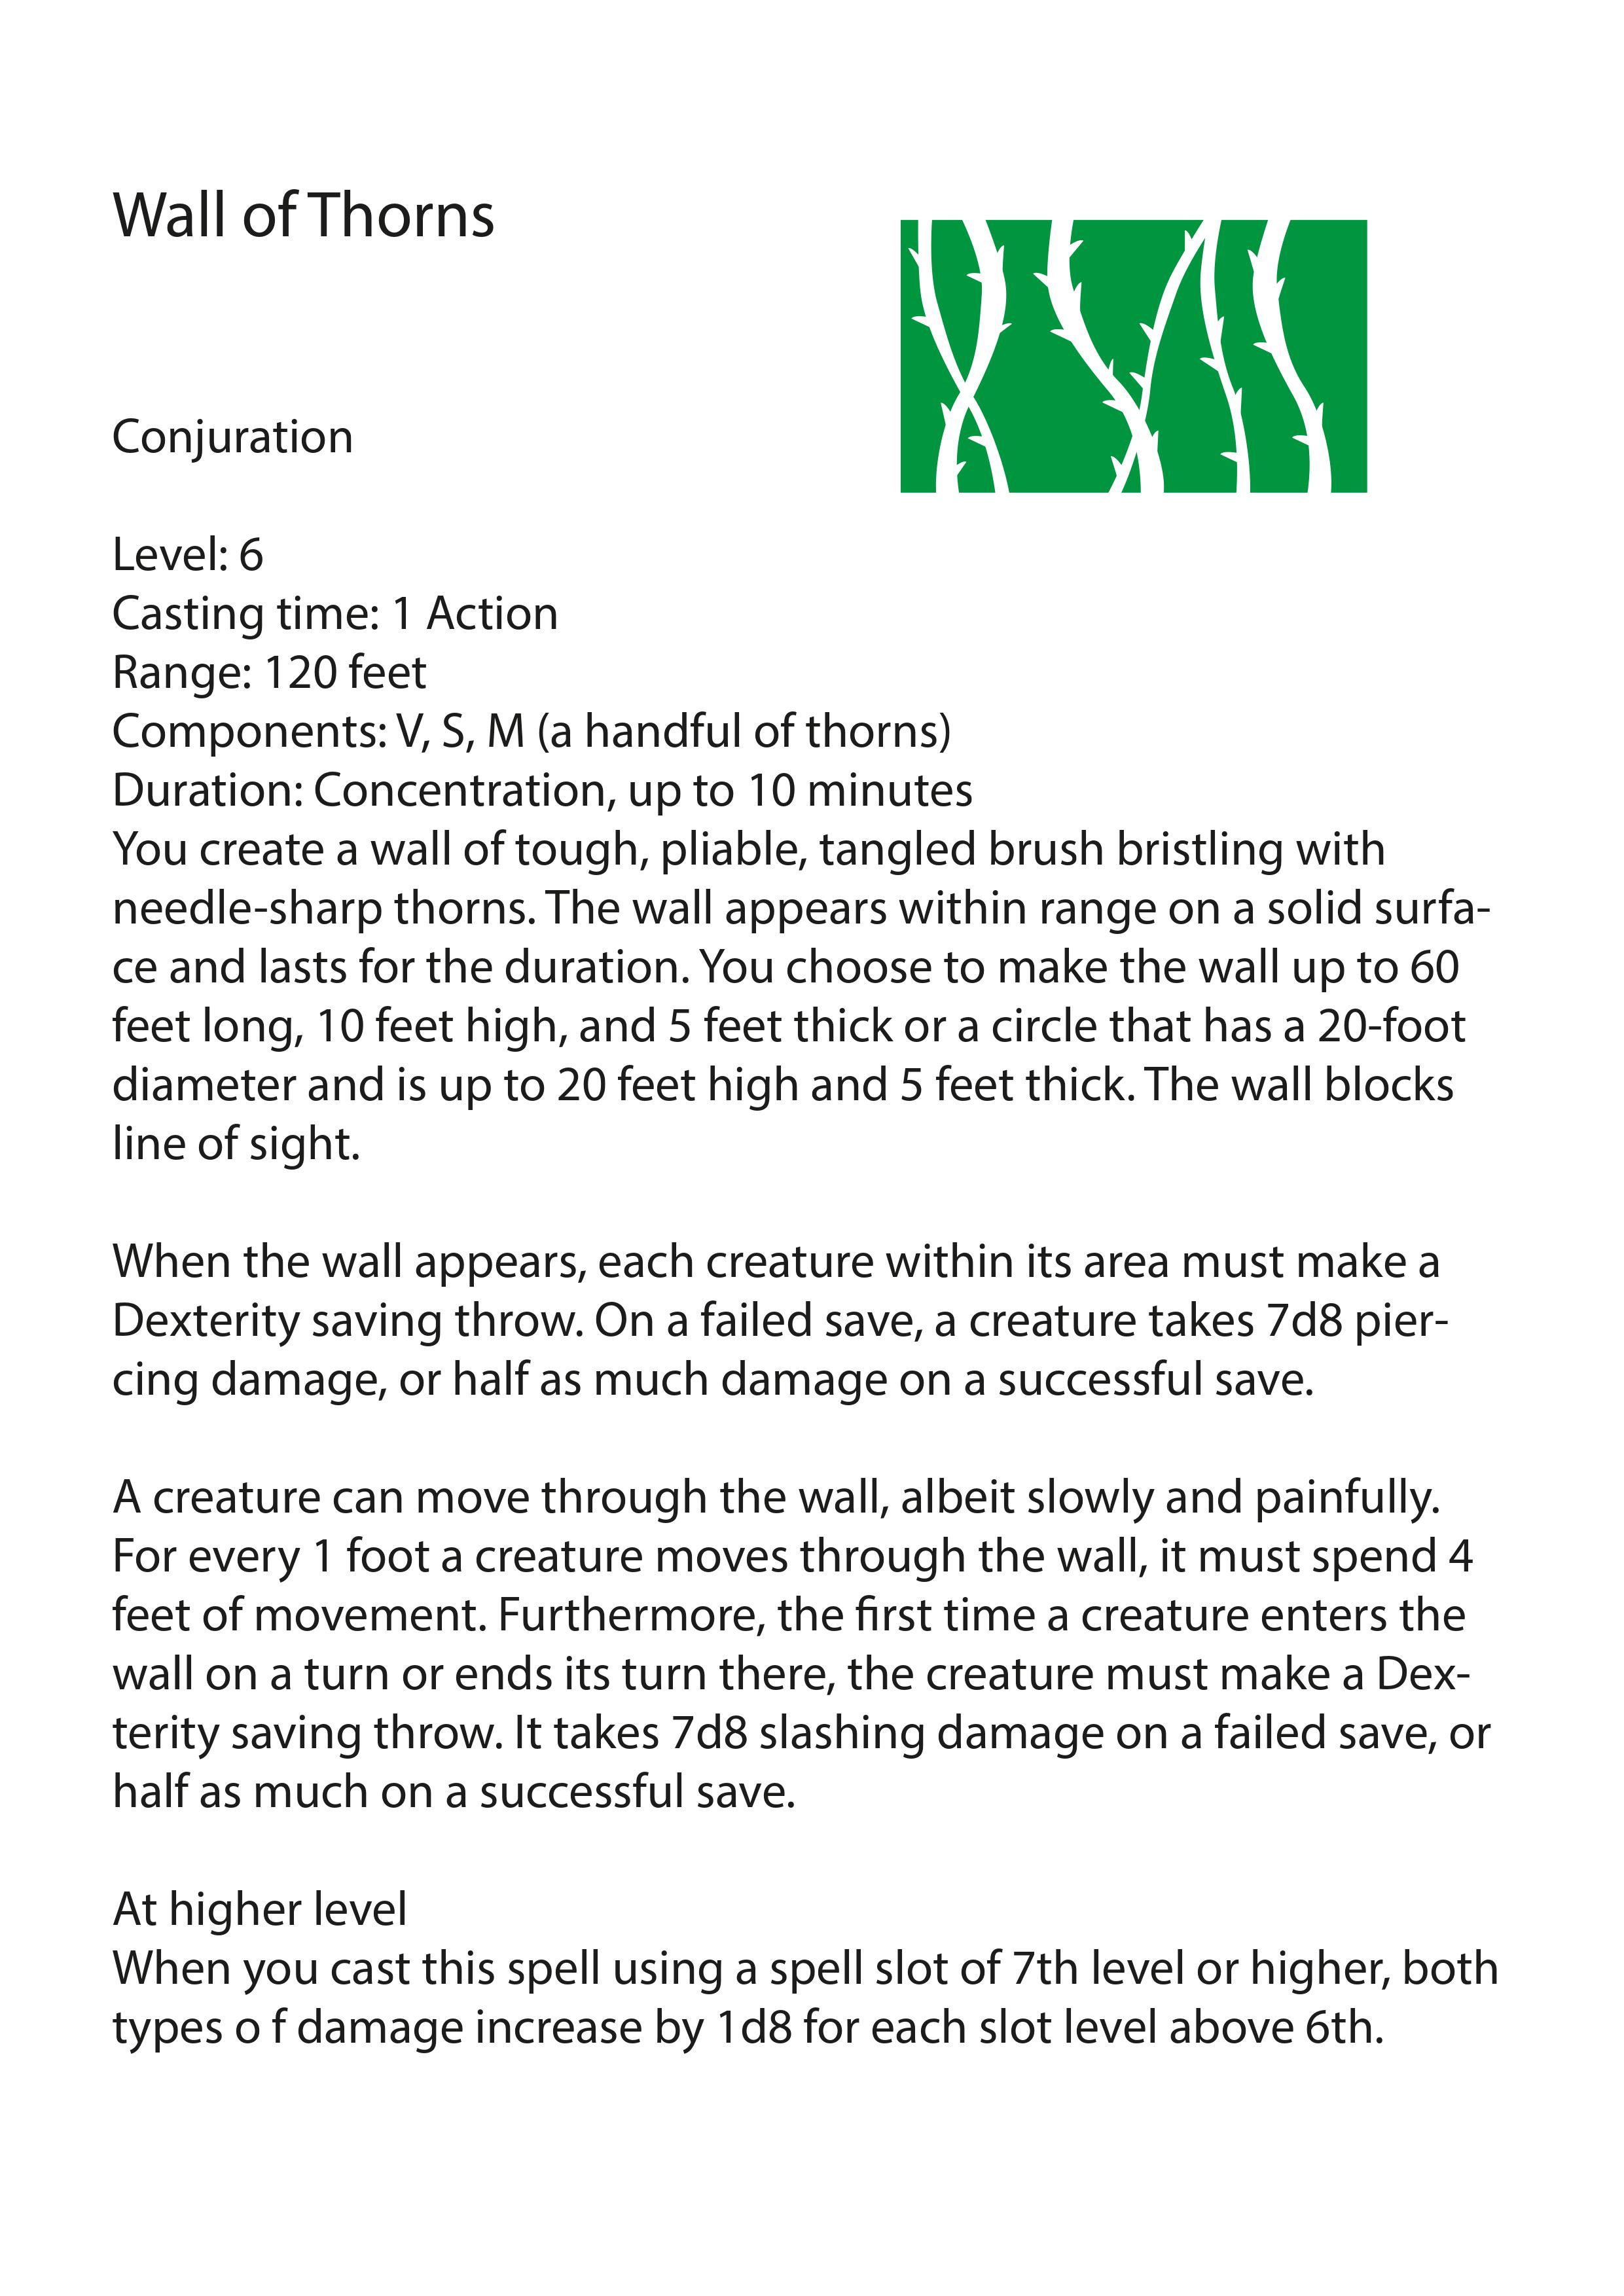 Wall of Thorns
Conjuration
Level: 6
Casting time: 1 Action
Range: 120 feet
Components: V, S, M (a handful of thorns)
Duration: Concentration, up to 10 minutes
You create a wall of tough, pliable, tangled brush bristling with
needle-sharp thorns. The wall appears within range on a solid surfa-
ce and lasts for the duration. You choose to make the wall up to 60
feet long, 10 feet high, and 5 feet thick or a circle that has a 20-foot
diameter and is up to 20 feet high and 5 feet thick. The wall blocks
line of sight.
When the wall appears, each creature within its area must make a
Dexterity saving throw. On a failed save, a creature takes 7d8 pier-
cing damage, or half as much damage on a successful save.
A creature can move through the wall, albeit slowly and painfully.
For every 1 foot a creature moves through the wall, it must spend 4
feet of movement. Furthermore, the first time a creature enters the
wall on a turn or ends its turn there, the creature must make a Dex-
terity saving throw. It takes 7d8 slashing damage on a failed save, or
half as much on a successful save.
At higher level
When you cast this spell using a spell slot of 7th level or higher, both
types o f damage increase by 1d8 for each slot level above 6th.